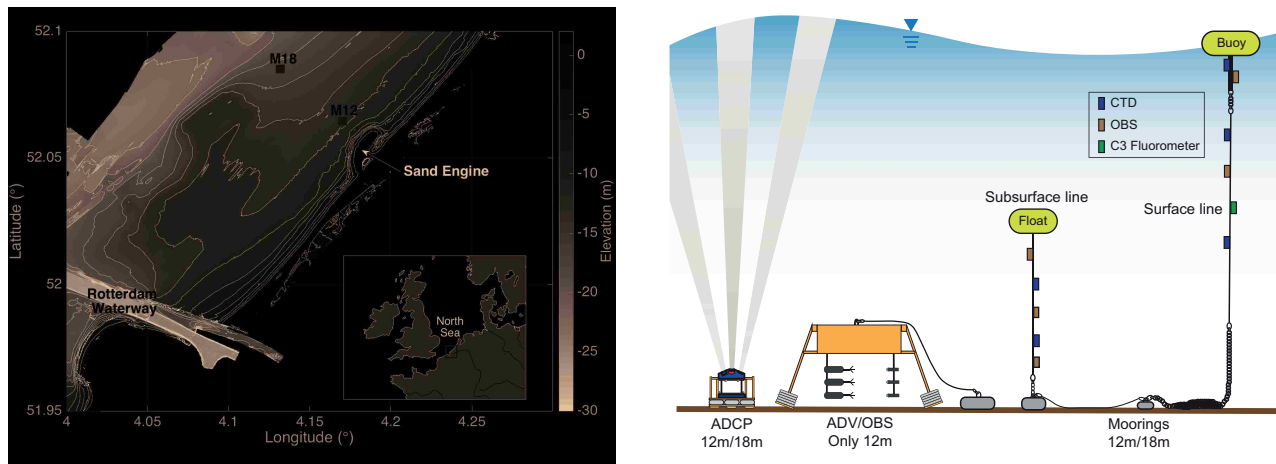 52.1
52.05
52
51.95
Latitude (°)
4
4.05
4.1
4.15
4.2
4.25
Longitude (°)
M18
M12
Sand Engine
Rotterdam
Waterway
North
Sea
0
-5
-10
-15
-20
-25
-30
Elevation (m)
Buoy
CTD
OBS
C3 Fluorometer
Subsurface line
Float
Surface line
ADCP
12m/18m
ADV/OBS
Only 12m
Moorings
12m/18m